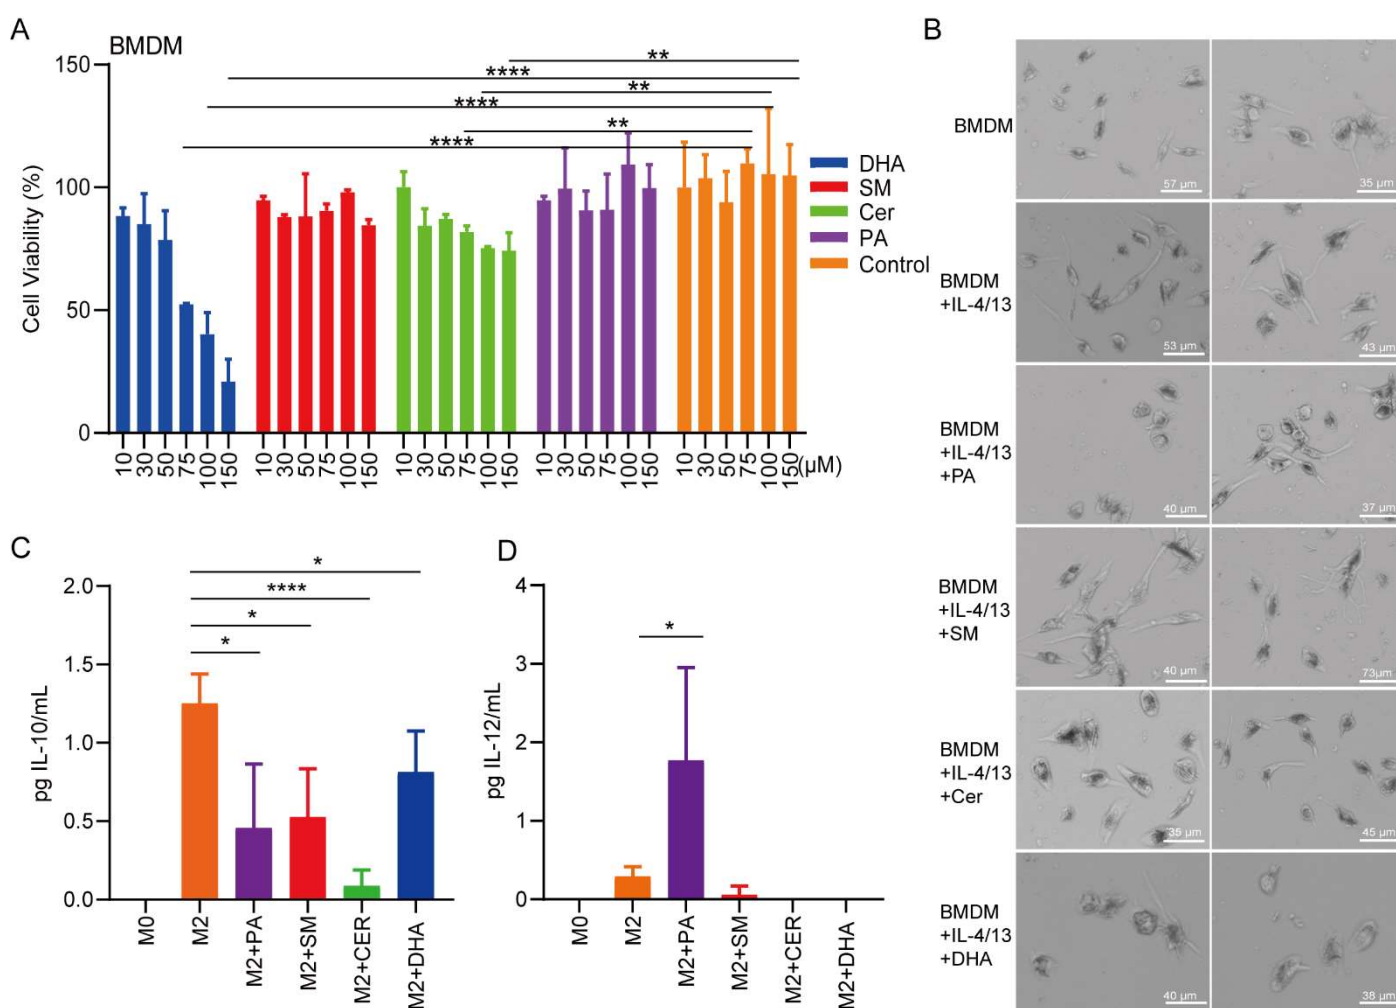 A
BMDM
150
100
50
0
Cell Viability (%)
**
****
**
****
**
****
DHA
SM
Cer
PA
Control
10 30 50 75 100 150 10 30 50 75 100 150 10 30 50 75 100 150 10 30 50 75 100 150 10 30 50 75 100 150 (µM)
B
BMDM
57 µm
35 µm
BMDM
+IL-4/13
53 µm
43 µm
BMDM
+IL-4/13
+PA
40 µm
37 µm
BMDM
+IL-4/13
+SM
40 µm
73µm
BMDM
+IL-4/13
+Cer
35 µm
45 µm
BMDM
+IL-4/13
+DHA
40 µm
38 µm
C
2.0
1.5
1.0
0.5
0.0
pg IL-10/mL
*
****
*
*
M0 M2 M2+PA M2+SM M2+CER M2+DHA
D
4
3
2
1
0
pg IL-12/mL
*
M0 M2 M2+PA M2+SM M2+CER M2+DHA